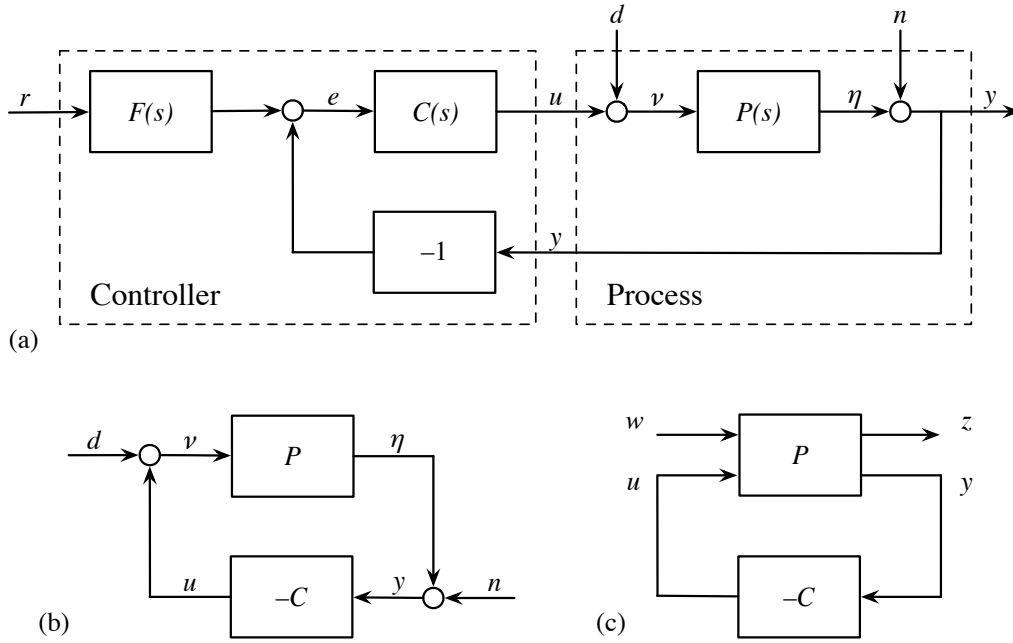 d n
r F(s) e C(s) u ν P(s) η y
–1 y
Controller Process
(a)
d ν P η
w P z
u y
u –C y n
–C
(b) (c)